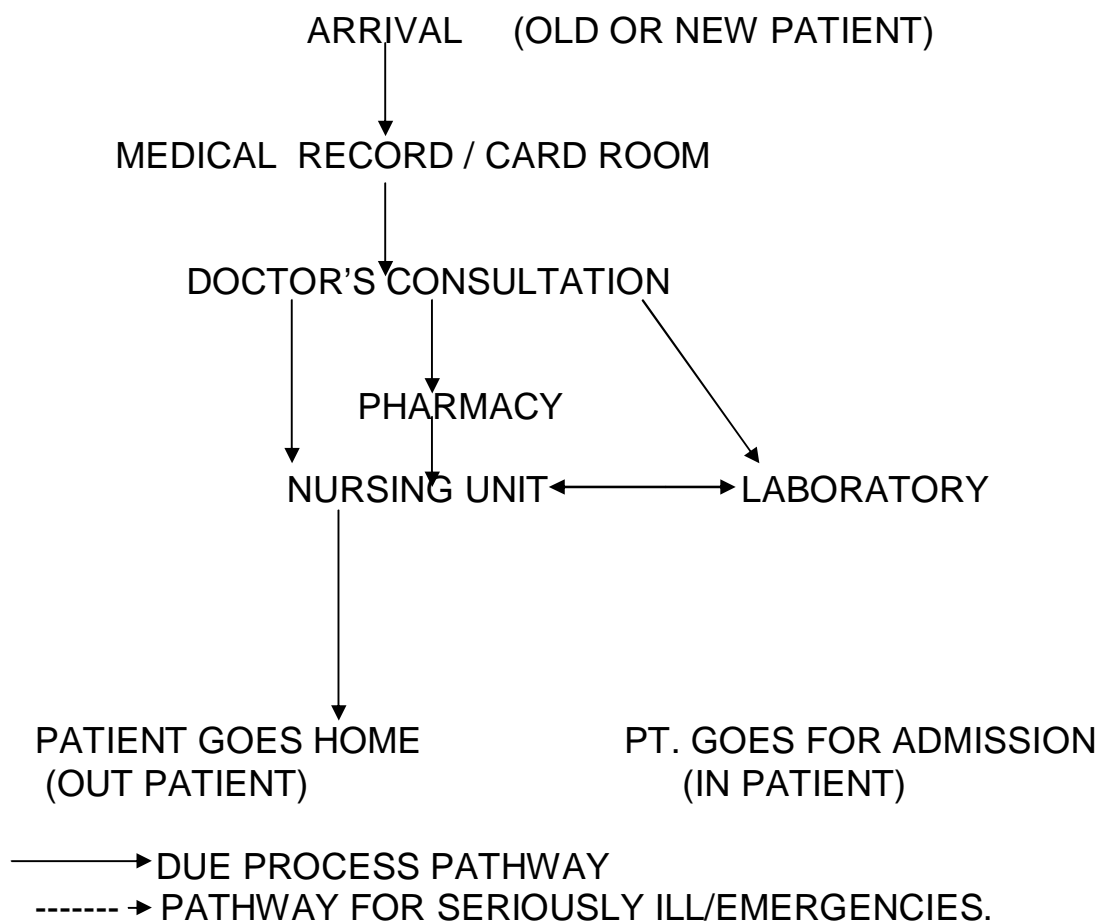 ARRIVAL (OLD OR NEW PATIENT)
MEDICAL RECORD / CARD ROOM
DOCTOR’S CONSULTATION
PHARMACY
NURSING UNIT LABORATORY
PATIENT GOES HOME PT. GOES FOR ADMISSION
(OUT PATIENT) (IN PATIENT)
DUE PROCESS PATHWAY
PATHWAY FOR SERIOUSLY ILL/EMERGENCIES.